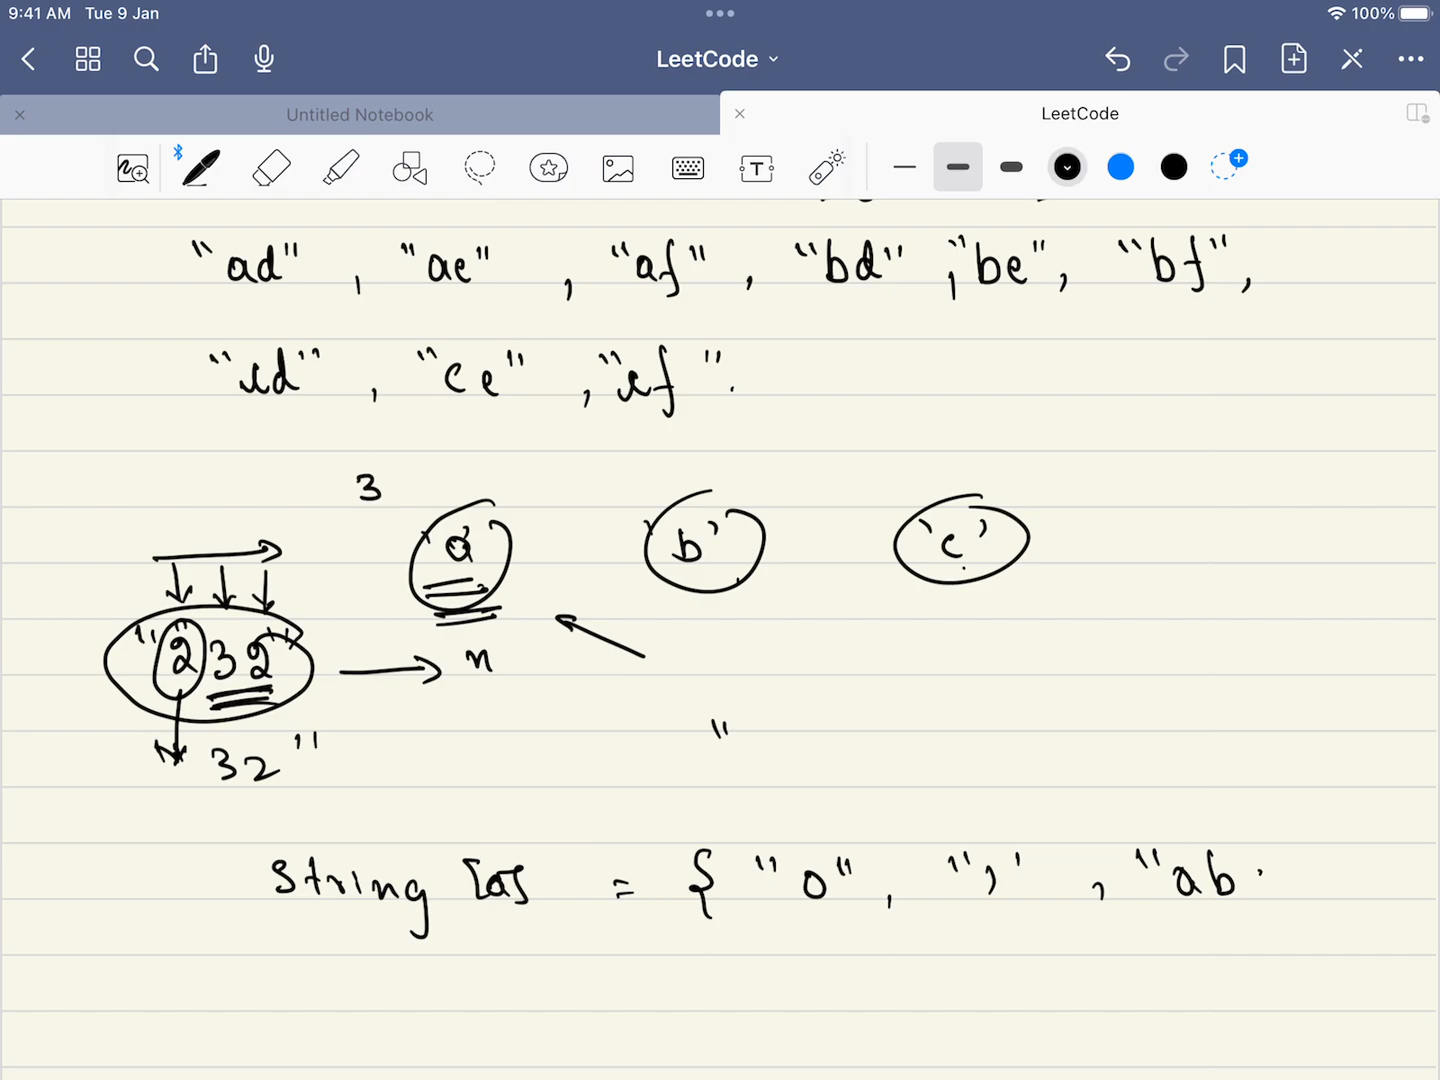 9:41 AM Tue 9 Jan 100%
LeetCode
Untitled Notebook LeetCode
"ad" , "ae" , "af" , "bd" , "be", "bf",
"cd" , "ce" , "cf".
3
'a' 'b' 'c'
"232" n
32" "
String [] = { "0", "1" , "ab